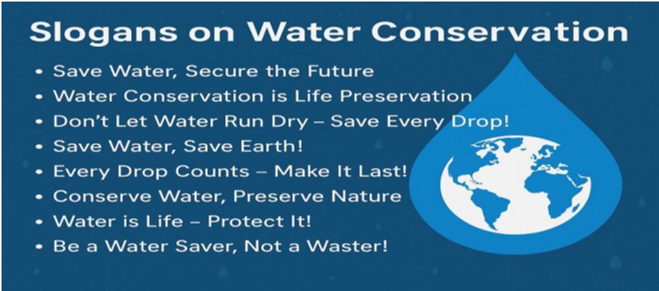 Slogans on Water Conservation
• Save Water, Secure the Future
• Water Conservation is Life Preservation
• Don't Let Water Run Dry – Save Every Drop!
• Save Water, Save Earth!
• Every Drop Counts – Make It Last!
• Conserve Water, Preserve Nature
• Water is Life – Protect It!
• Be a Water Saver, Not a Waster!